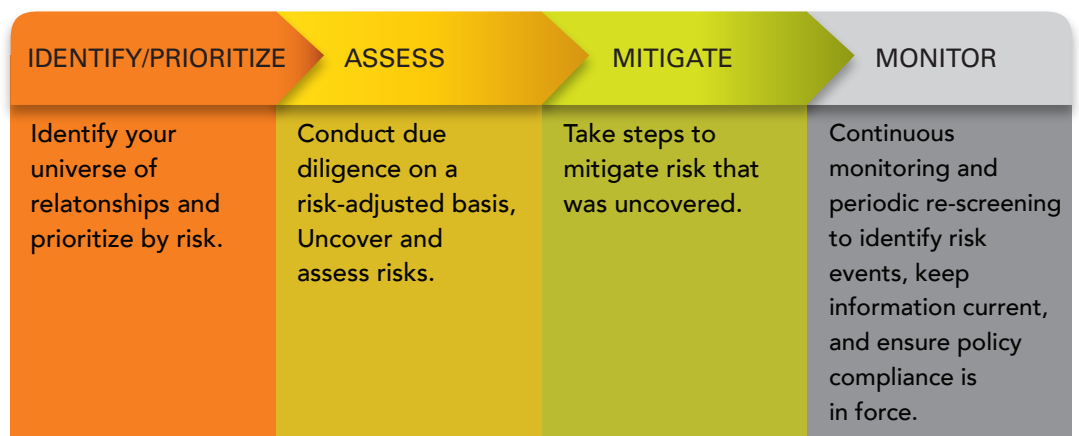 IDENTIFY/PRIORITIZE
ASSESS
MITIGATE
MONITOR
Identify your
universe of
relatonships and
prioritize by risk.
Conduct due
diligence on a
risk-adjusted basis,
Uncover and
assess risks.
Take steps to
mitigate risk that
was uncovered.
Continuous
monitoring and
periodic re-screening
to identify risk
events, keep
information current,
and ensure policy
compliance is
in force.